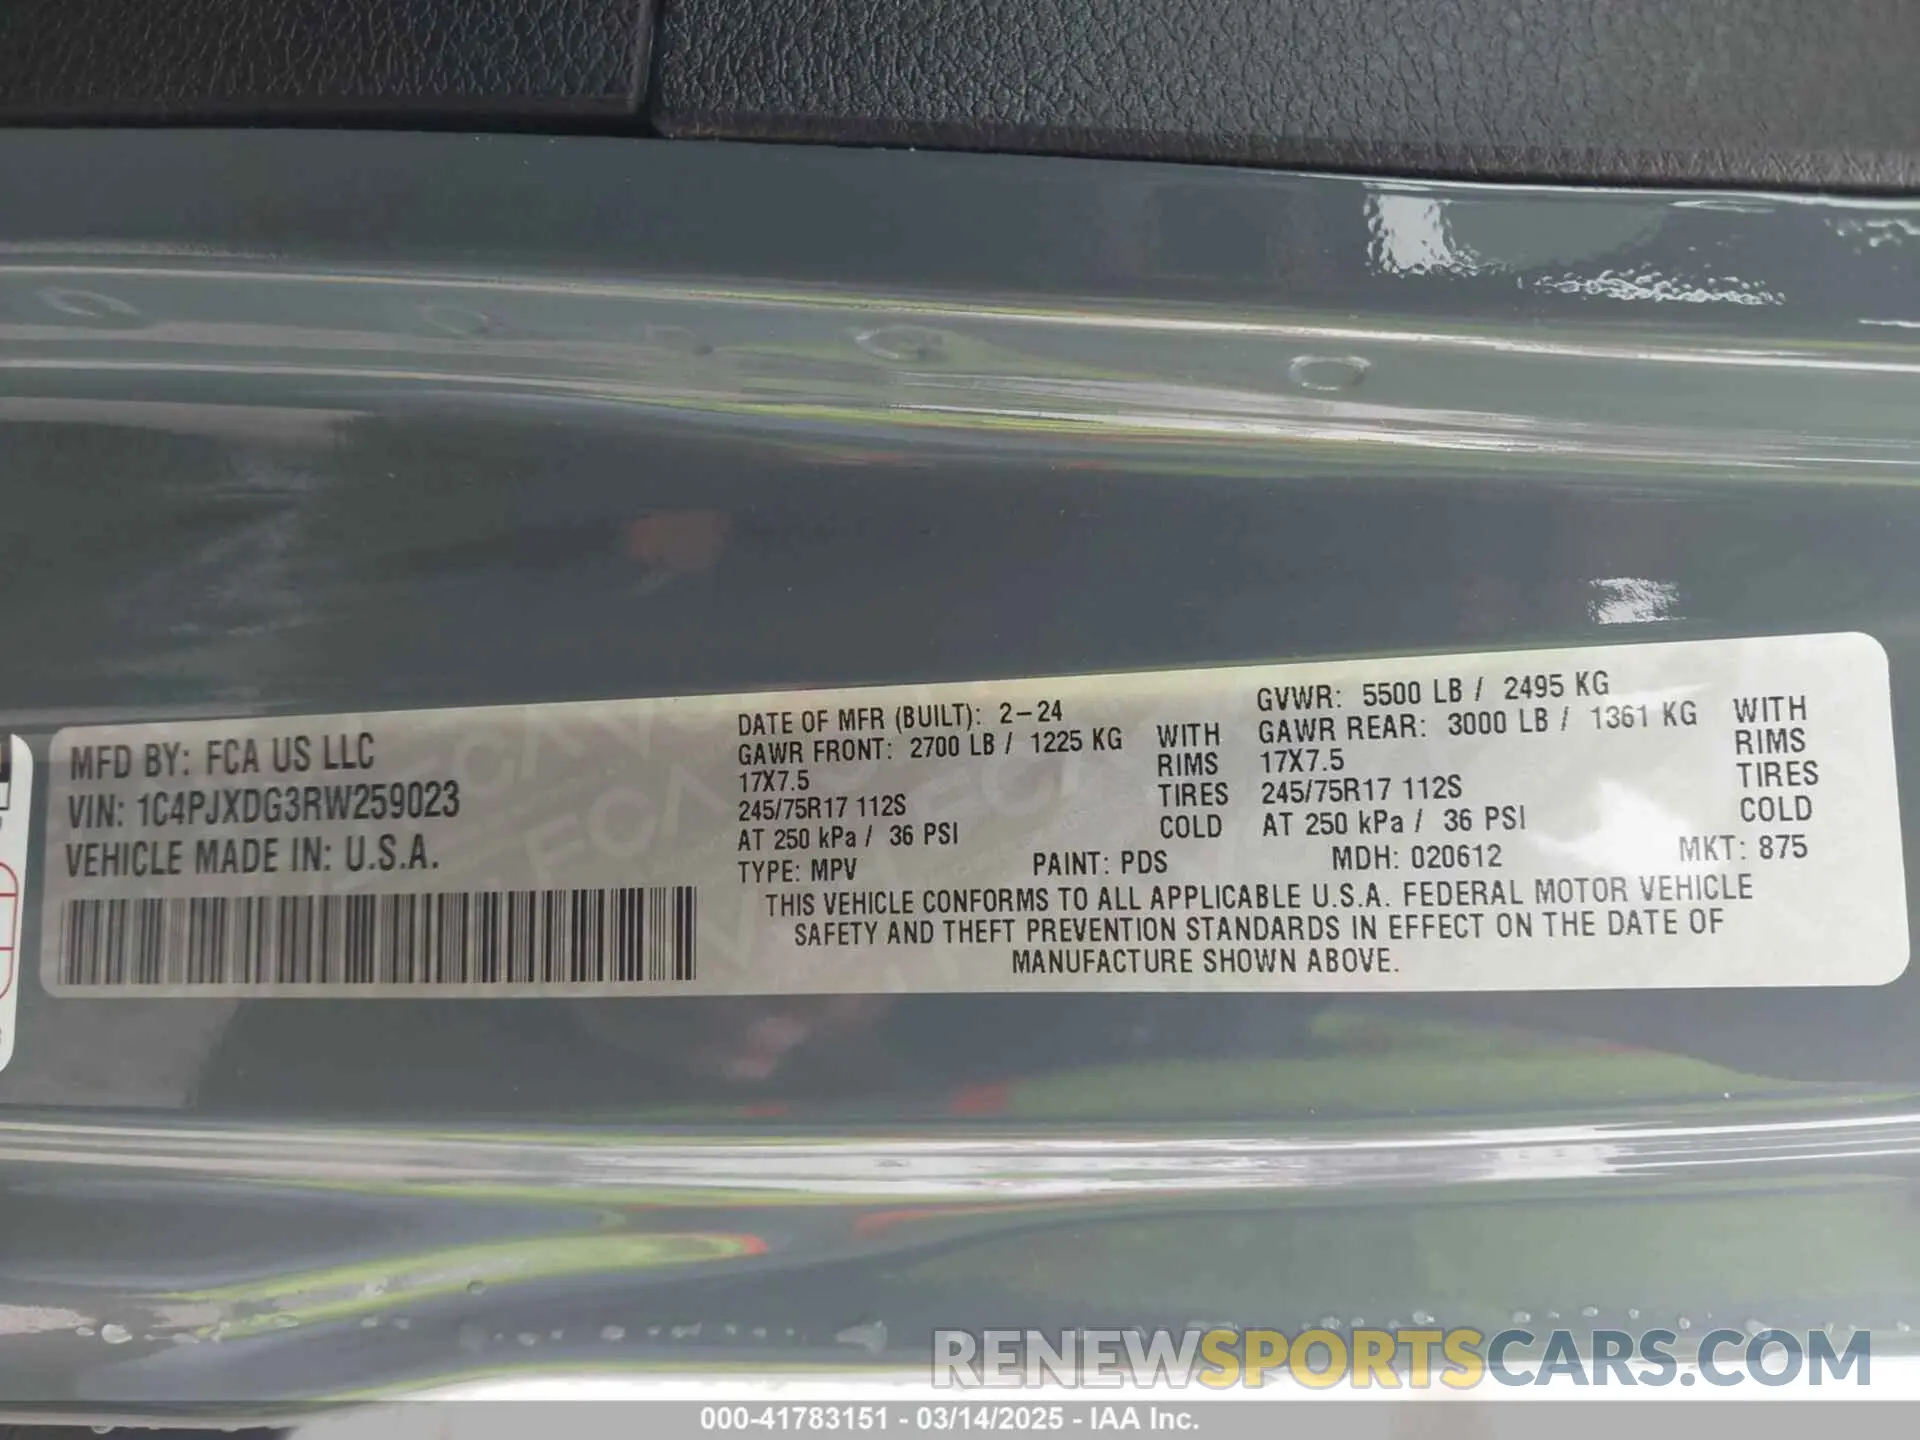 MFD BY: FCA US LLC
VIN: 1C4PJXDG3RW259023
VEHICLE MADE IN: U.S.A.
DATE OF MFR (BUILT): 2-24
GAWR FRONT: 2700 LB / 1225 KG WITH
17X7.5 RIMS
245/75R17 112S TIRES
AT 250 kPa / 36 PSI COLD
GVWR: 5500 LB / 2495 KG
GAWR REAR: 3000 LB / 1361 KG WITH
17X7.5 RIMS
245/75R17 112S TIRES
AT 250 kPa / 36 PSI COLD
TYPE: MPV PAINT: PDS MDH: 020612 MKT: 875
THIS VEHICLE CONFORMS TO ALL APPLICABLE U.S.A. FEDERAL MOTOR VEHICLE
SAFETY AND THEFT PREVENTION STANDARDS IN EFFECT ON THE DATE OF
MANUFACTURE SHOWN ABOVE.
RENEWSPORTSCARS.COM
000-41783151 - 03/14/2025 - IAA Inc.